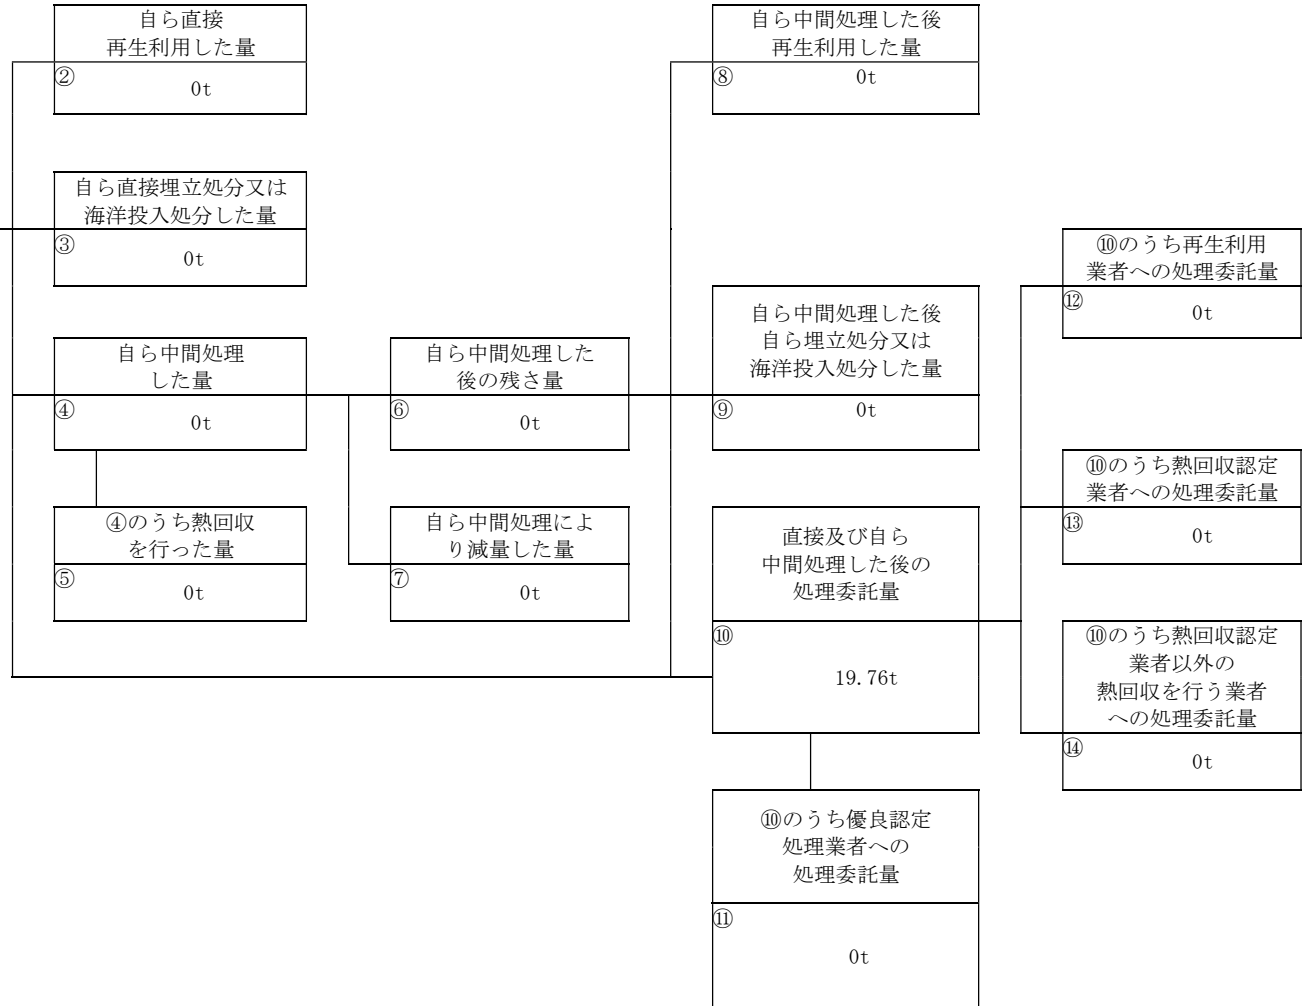 自ら直接
再生利用した量
②
0t
自ら中間処理した後
再生利用した量
⑧
0t
自ら直接埋立処分又は
海洋投入処分した量
③
0t
⑩のうち再生利用
業者への処理委託量
⑫
0t
自ら中間処理した後
自ら埋立処分又は
海洋投入処分した量
⑨
0t
自ら中間処理
した量
④
0t
自ら中間処理した
後の残さ量
⑥
0t
⑩のうち熱回収認定
業者への処理委託量
⑬
0t
④のうち熱回収
を行った量
⑤
0t
自ら中間処理によ
り減量した量
⑦
0t
直接及び自ら
中間処理した後の
処理委託量
⑩
19.76t
⑩のうち熱回収認定
業者以外の
熱回収を行う業者
への処理委託量
⑭
0t
⑩のうち優良認定
処理業者への
処理委託量
⑪
0t